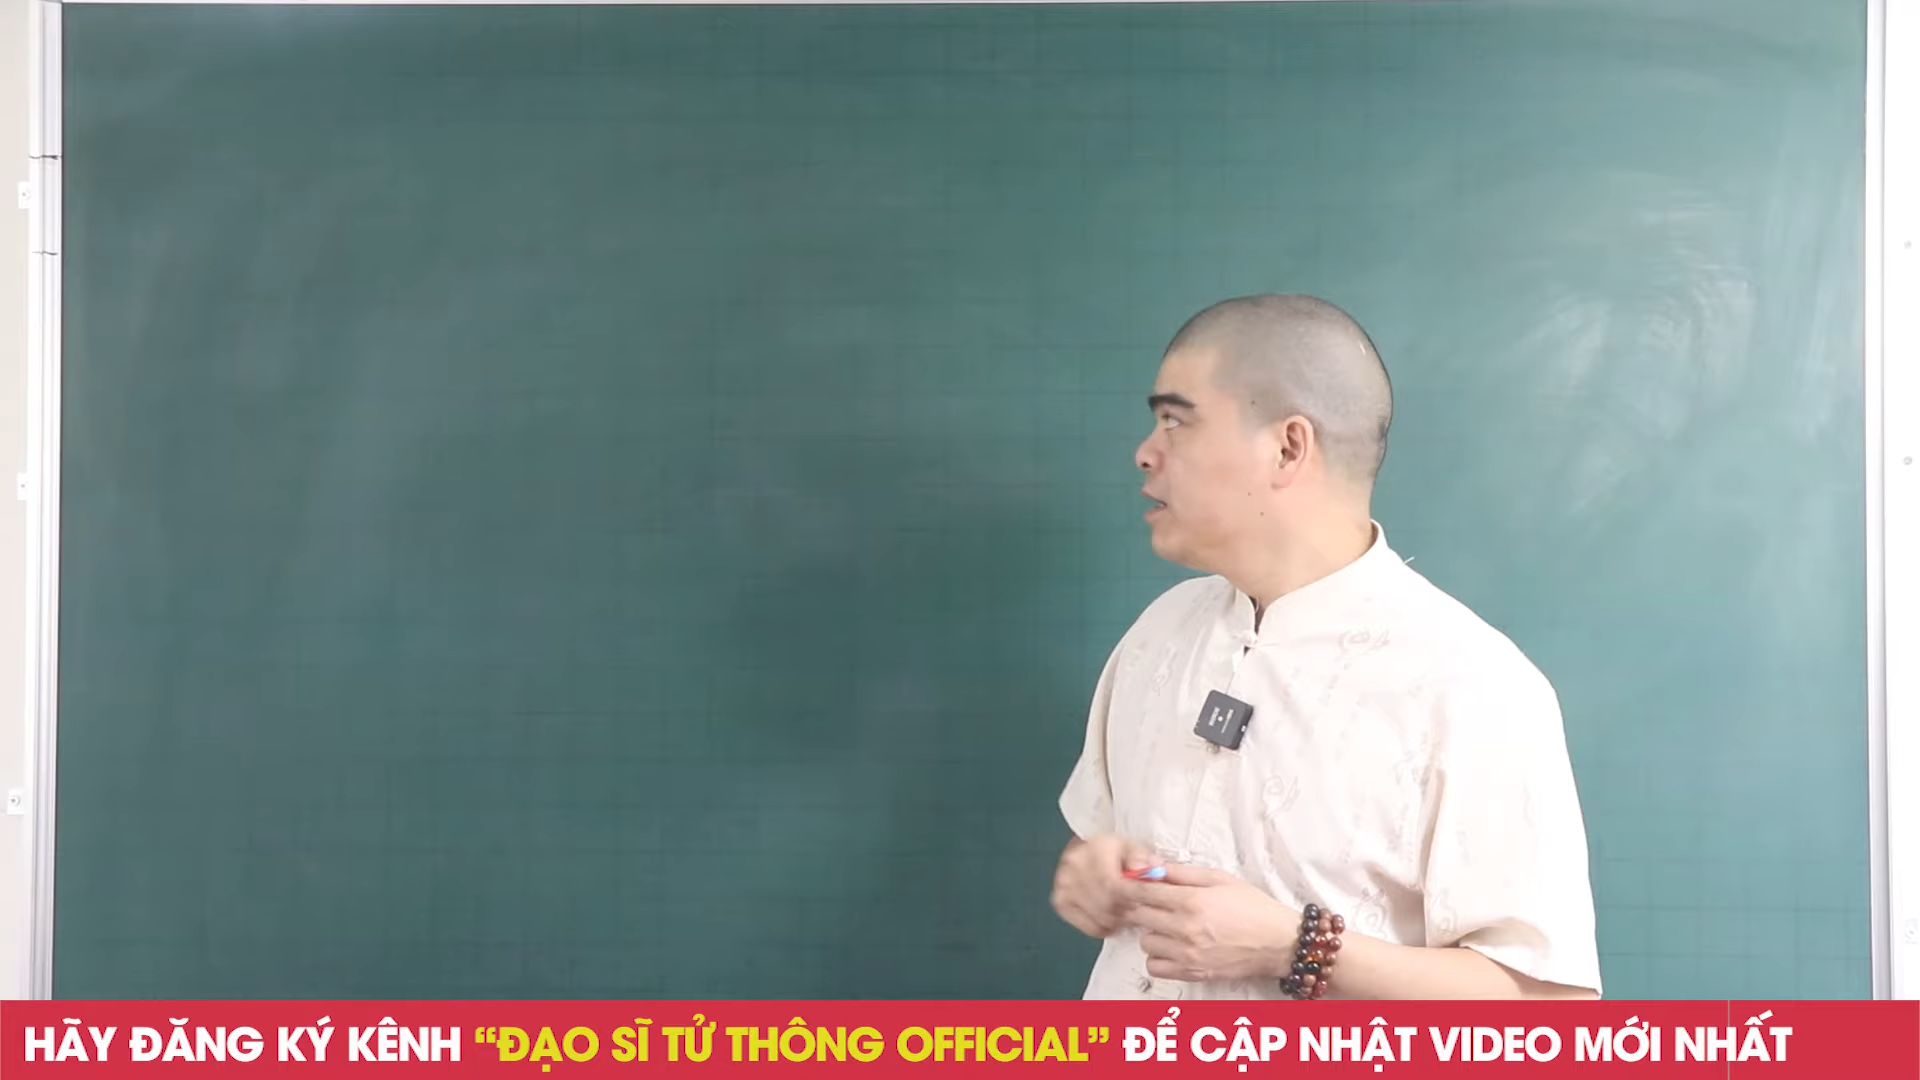 HÃY ĐĂNG KÝ KÊNH “ĐẠO SĨ TỬ THÔNG OFFICIAL” ĐỂ CẬP NHẬT VIDEO MỚI NHẤT